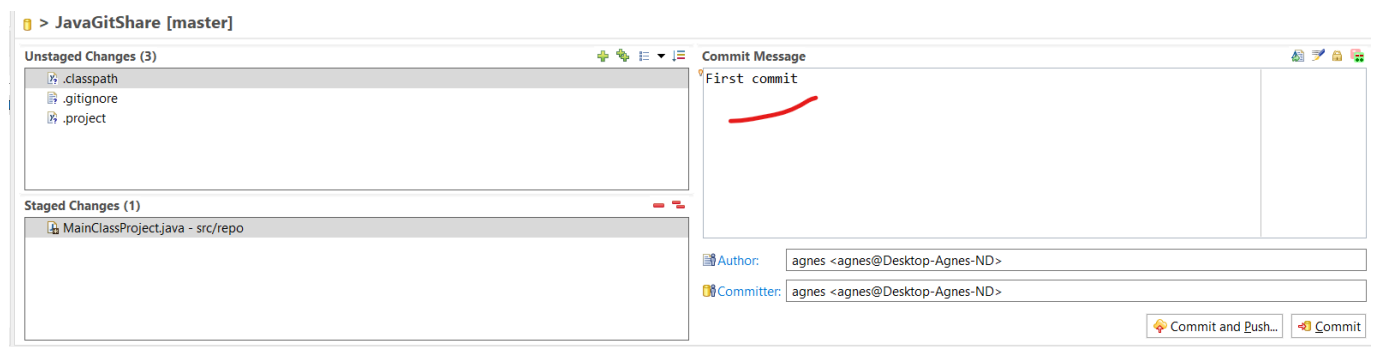 > JavaGitShare [master]
Unstaged Changes (3)
.classpath
.gitignore
.project
Staged Changes (1)
MainClassProject.java - src/repo
Commit Message
First commit
Author: agnes <agnes@Desktop-Agnes-ND>
Committer: agnes <agnes@Desktop-Agnes-ND>
Commit and Push... Commit